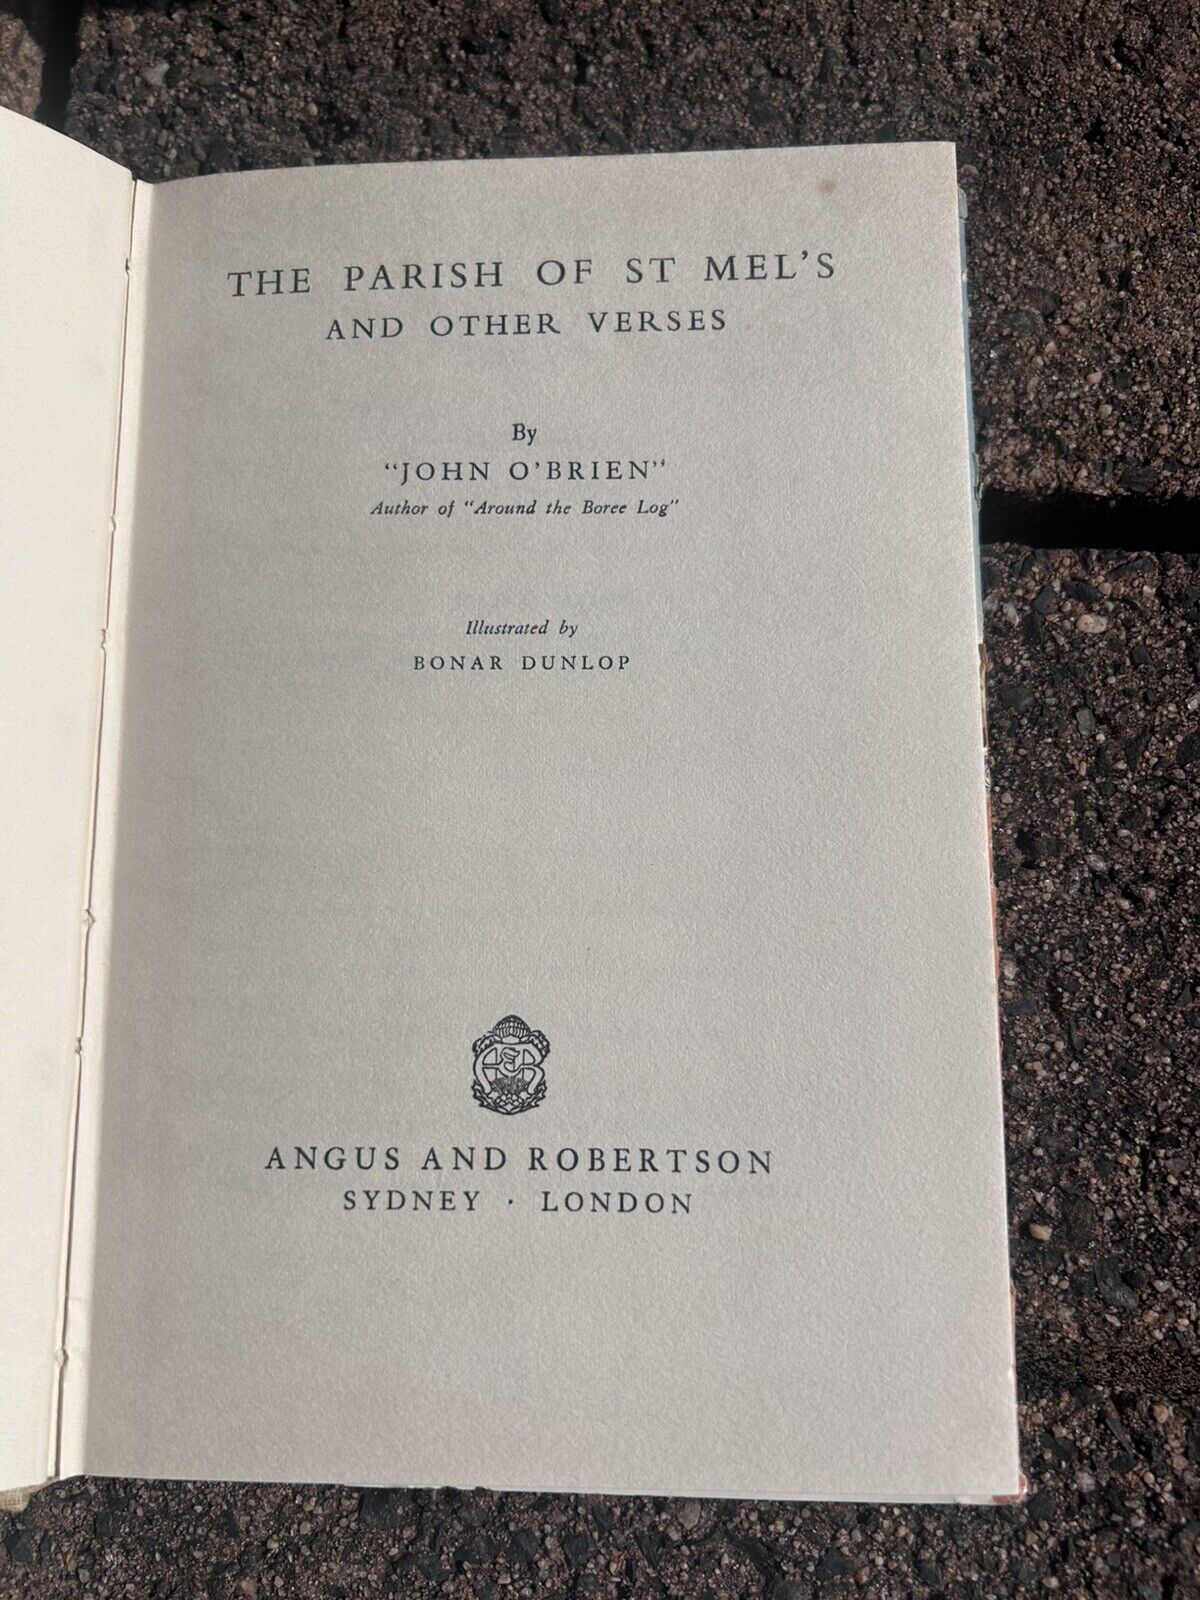 THE PARISH OF ST MEL'S
AND OTHER VERSES
By
"JOHN O'BRIEN"
Author of "Around the Boree Log"
Illustrated by
BONAR DUNLOP
ANGUS AND ROBERTSON
SYDNEY · LONDON